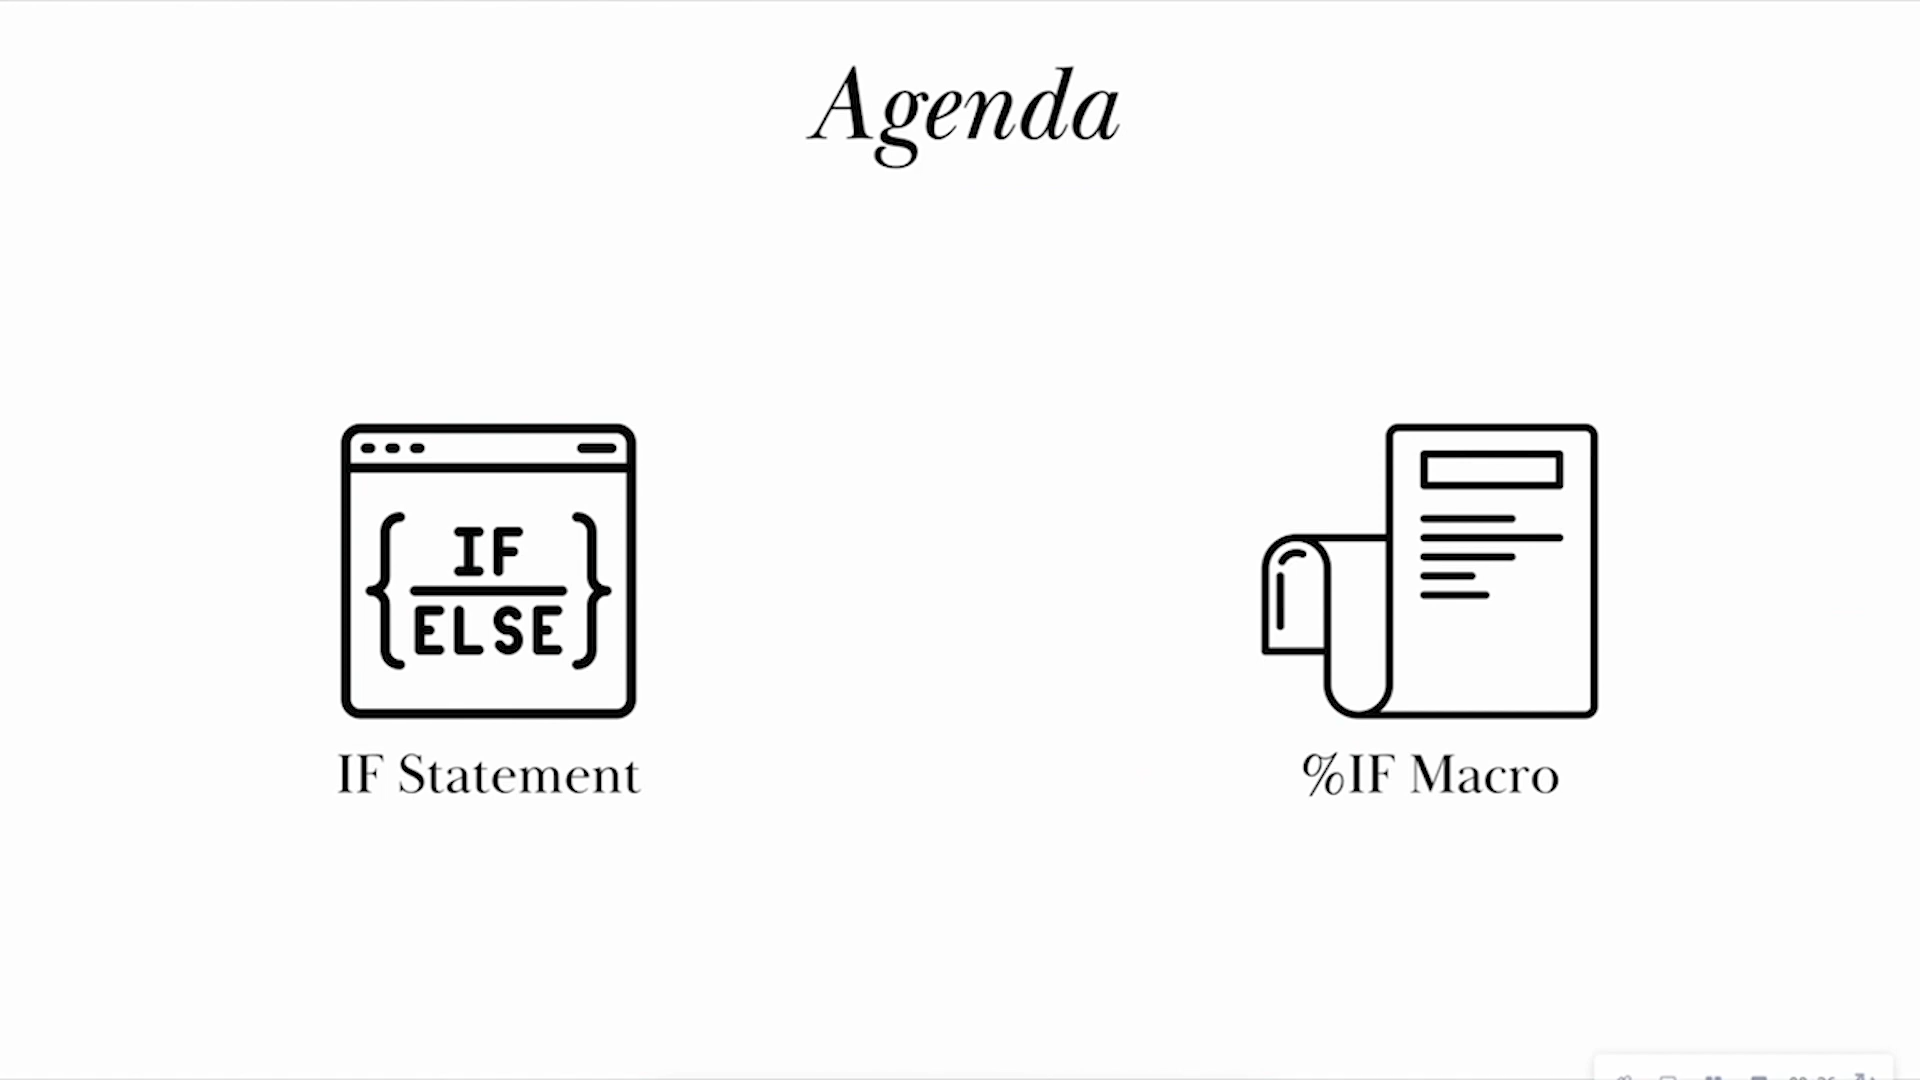 Agenda
IF
ELSE
IF Statement
%IF Macro